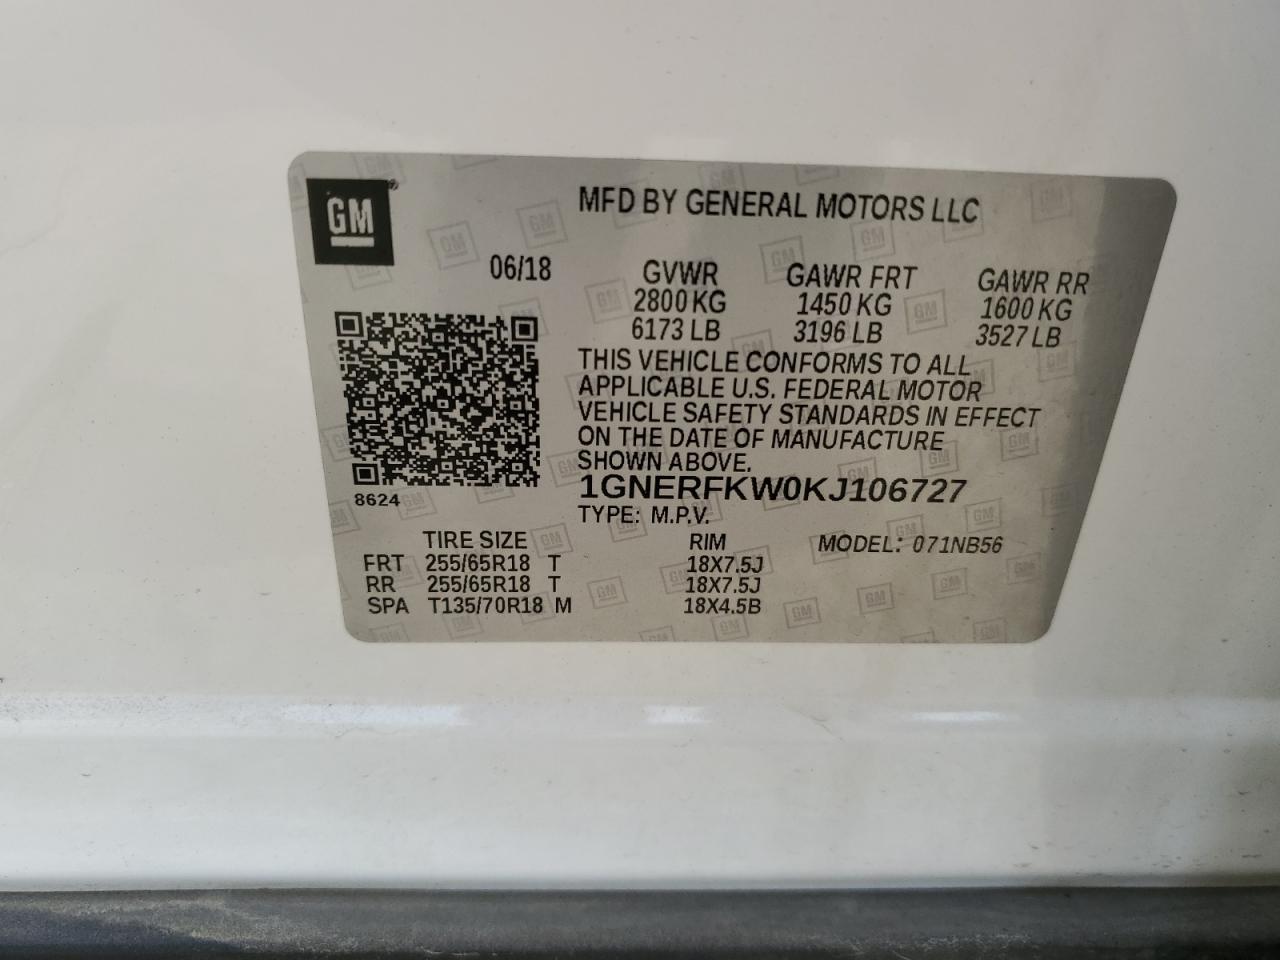 GM
MFD BY GENERAL MOTORS LLC
06/18 GVWR GAWR FRT GAWR RR
2800 KG 1450 KG 1600 KG
6173 LB 3196 LB 3527 LB
THIS VEHICLE CONFORMS TO ALL
APPLICABLE U.S. FEDERAL MOTOR
VEHICLE SAFETY STANDARDS IN EFFECT
ON THE DATE OF MANUFACTURE
SHOWN ABOVE.
8624 1GNERFKW0KJ106727
TYPE: M.P.V.
TIRE SIZE RIM MODEL: 071NB56
FRT 255/65R18 T 18X7.5J
RR 255/65R18 T 18X7.5J
SPA T135/70R18 M 18X4.5B